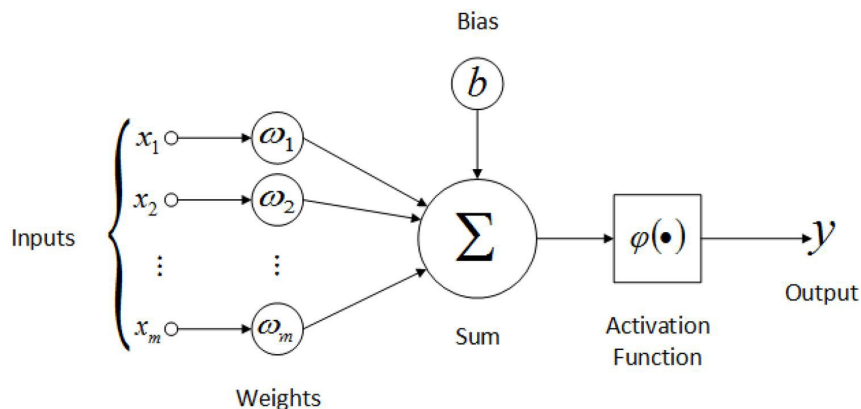 Bias
b
x₁ ω₁
x₂ ω₂
Inputs
⋮ ⋮
Σ
φ(•)
y
Output
xₘ ωₘ
Sum
Activation
Function
Weights